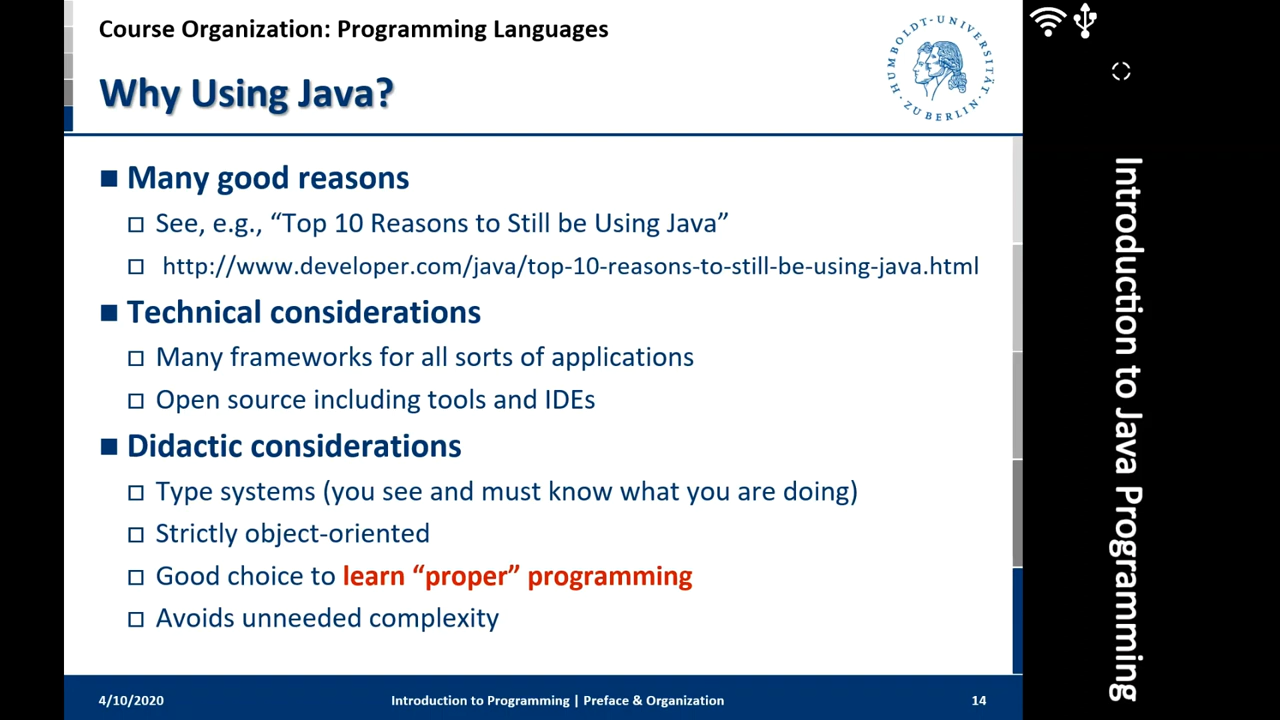 Course Organization: Programming Languages
Why Using Java?
HUMBOLDT-UNIVERSITÄT ZU BERLIN
Many good reasons
See, e.g., “Top 10 Reasons to Still be Using Java”
http://www.developer.com/java/top-10-reasons-to-still-be-using-java.html
Technical considerations
Many frameworks for all sorts of applications
Open source including tools and IDEs
Didactic considerations
Type systems (you see and must know what you are doing)
Strictly object-oriented
Good choice to learn “proper” programming
Avoids unneeded complexity
4/10/2020
Introduction to Programming | Preface & Organization
14
Introduction to Java Programming